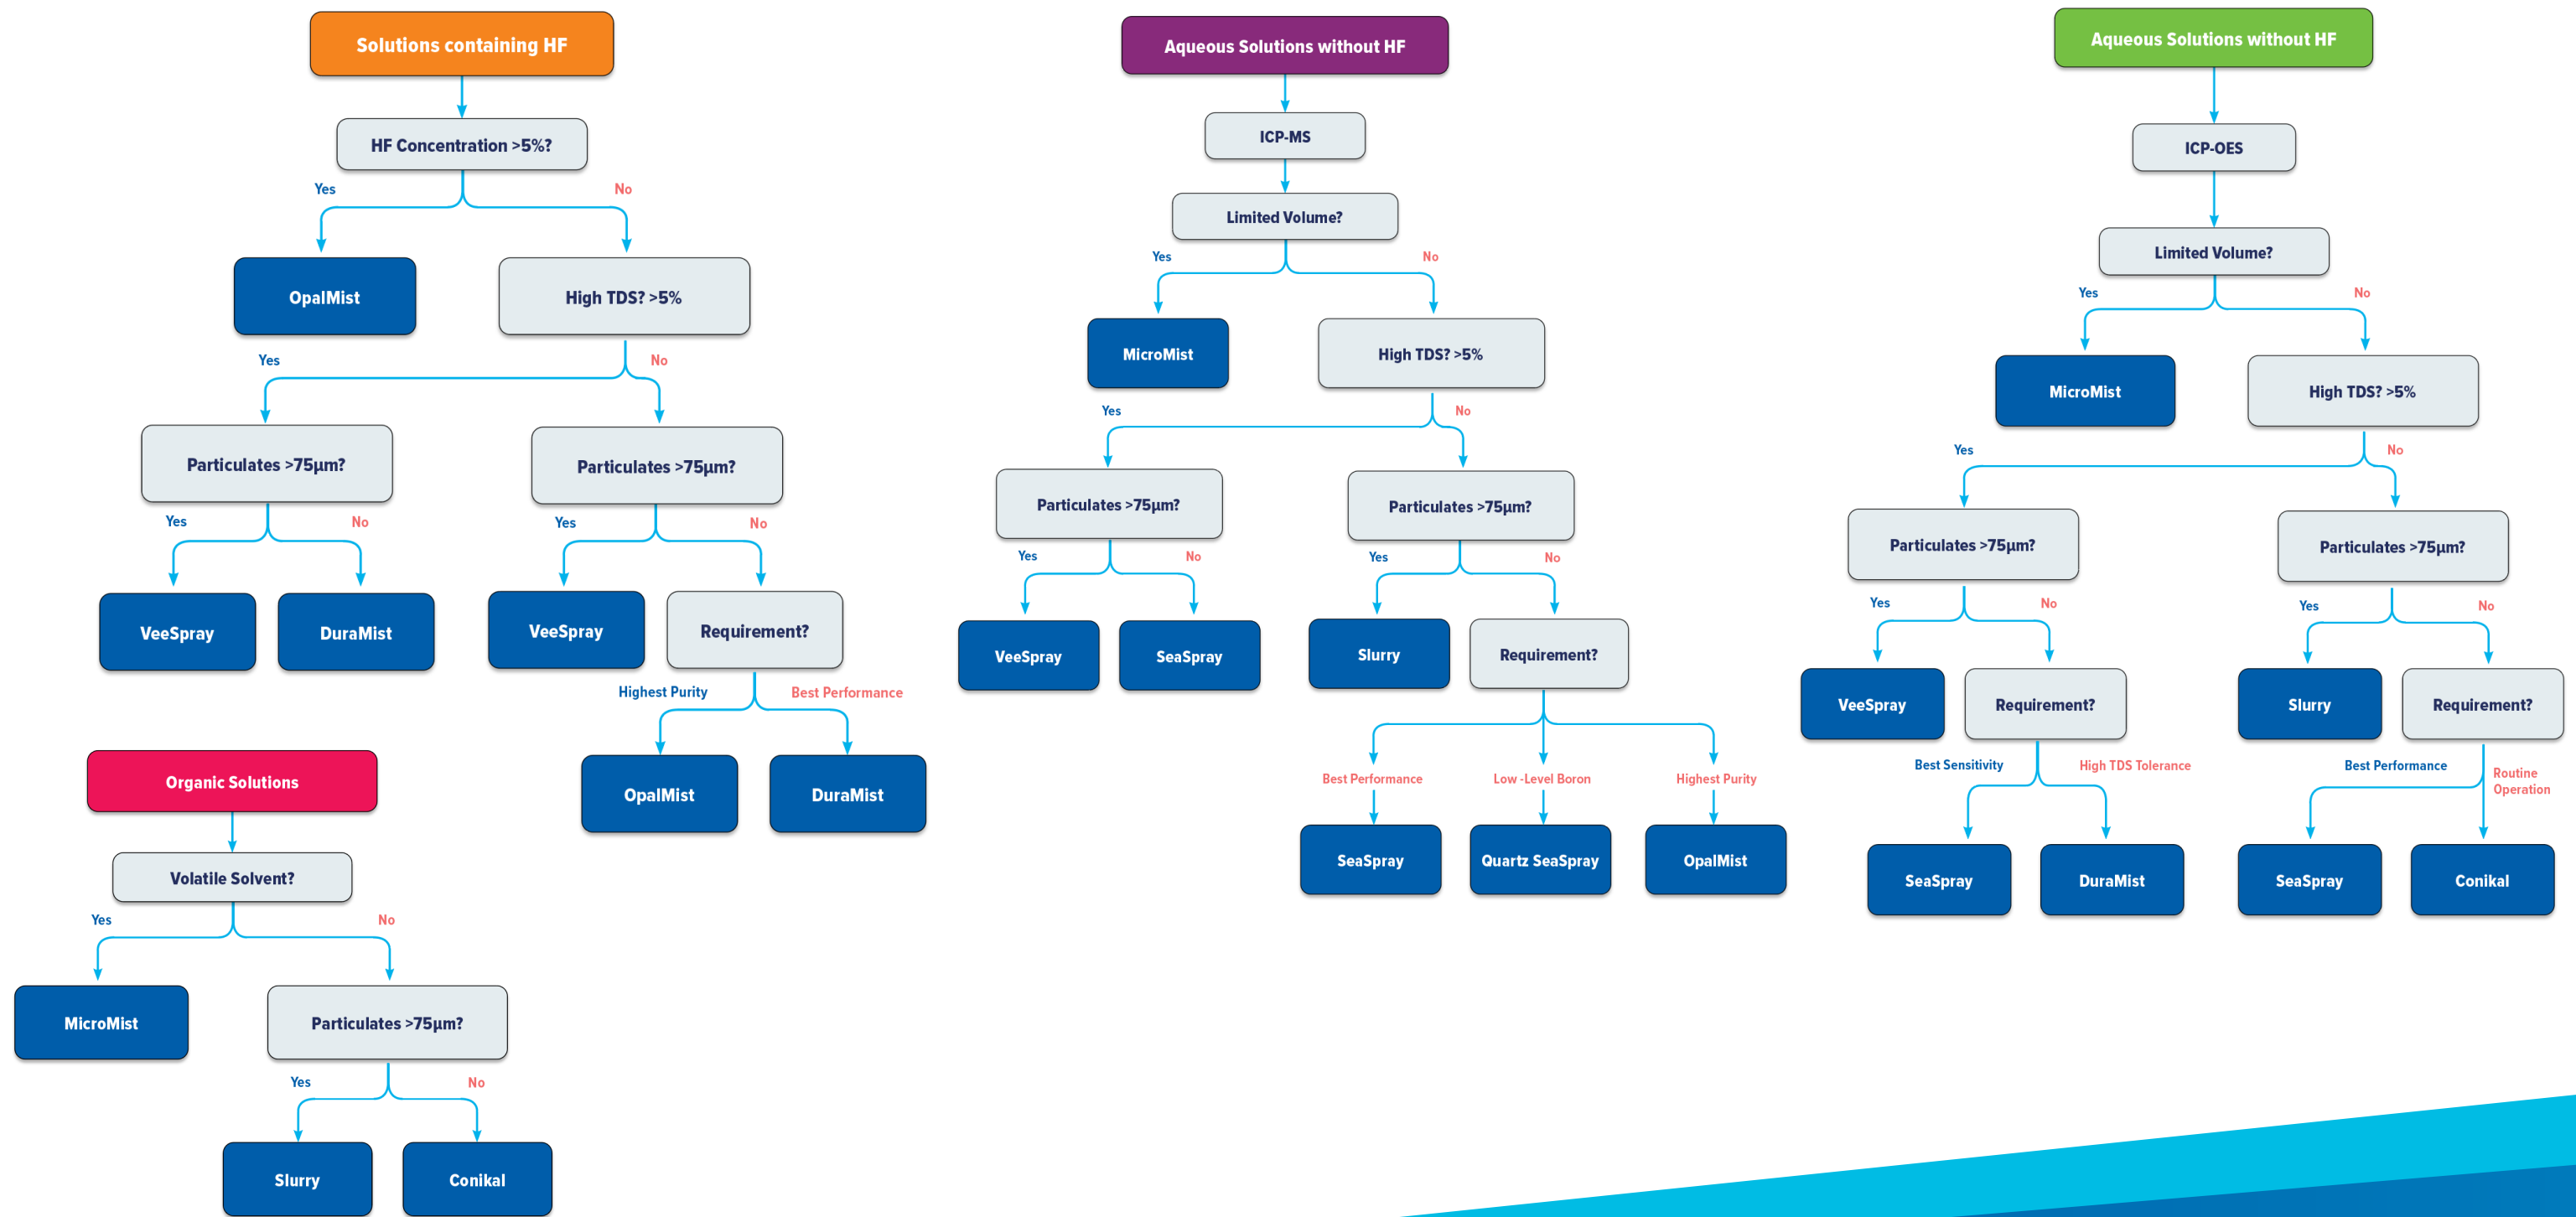 Solutions containing HF
HF Concentration >5%?
Yes
No
OpalMist
High TDS? >5%
Yes
No
Particulates >75µm?
Particulates >75µm?
Yes
No
Yes
No
VeeSpray
DuraMist
VeeSpray
Requirement?
Highest Purity
Best Performance
OpalMist
DuraMist
Organic Solutions
Volatile Solvent?
Yes
No
MicroMist
Particulates >75µm?
Yes
No
Slurry
Conikal
Aqueous Solutions without HF
ICP-MS
Limited Volume?
Yes
No
MicroMist
High TDS? >5%
Yes
No
Particulates >75µm?
Particulates >75µm?
Yes
No
Yes
No
VeeSpray
SeaSpray
Slurry
Requirement?
Best Performance
Low -Level Boron
Highest Purity
SeaSpray
Quartz SeaSpray
OpalMist
Aqueous Solutions without HF
ICP-OES
Limited Volume?
Yes
No
MicroMist
High TDS? >5%
Yes
No
Particulates >75µm?
Particulates >75µm?
Yes
No
Yes
No
VeeSpray
Requirement?
Slurry
Requirement?
Best Sensitivity
High TDS Tolerance
Best Performance
Routine
Operation
SeaSpray
DuraMist
SeaSpray
Conikal